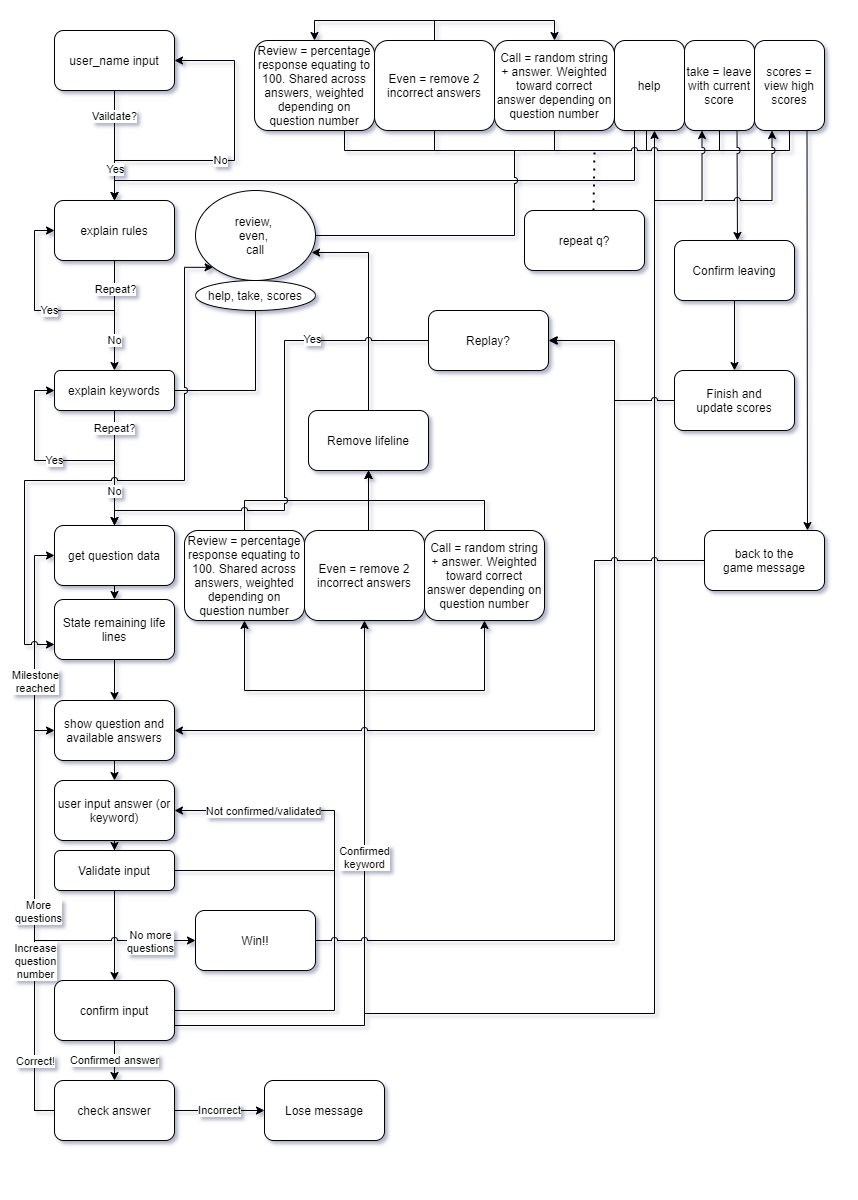 user_name input
Vaildate?
No
Yes
Review = percentage
response equating to
100. Shared across
answers, weighted
depending on
question number
Even = remove 2
incorrect answers
Call = random string
+ answer. Weighted
toward correct
answer depending on
question number
help
take = leave
with current
score
scores =
view high
scores
explain rules
review,
even,
call
help, take, scores
repeat q?
Confirm leaving
Repeat?
Yes
No
Yes
Replay?
explain keywords
Finish and
update scores
Repeat?
Yes
No
Remove lifeline
get question data
Review = percentage
response equating to
100. Shared across
answers, weighted
depending on
question number
Even = remove 2
incorrect answers
Call = random string
+ answer. Weighted
toward correct
answer depending on
question number
back to the
game message
State remaining life
lines
Milestone
reached
show question and
available answers
user input answer (or
keyword)
Not confirmed/validated
Confirmed
keyword
Validate input
More
questions
No more
questions
Win!!
Increase
question
number
confirm input
Correct!
Confirmed answer
check answer
Incorrect
Lose message